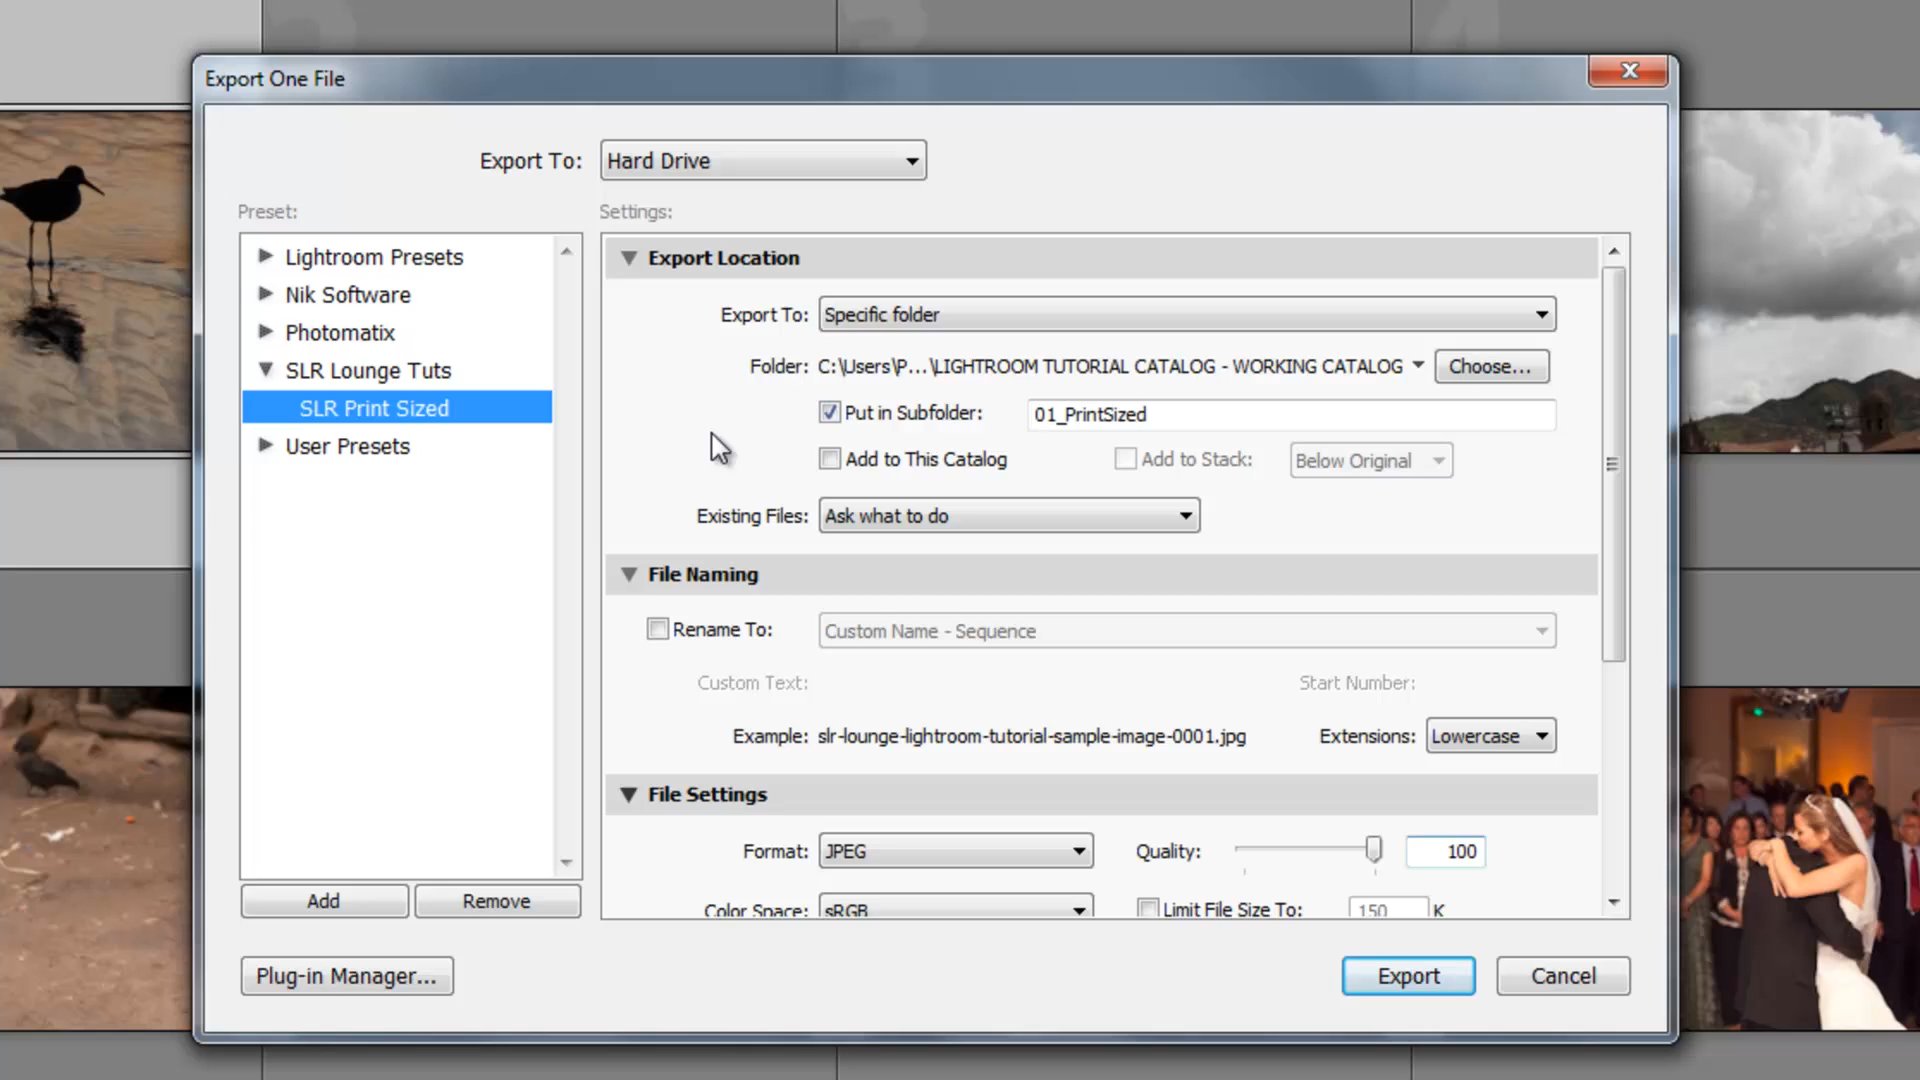 Export One File
Export To: Hard Drive
Preset:
Settings:
Lightroom Presets
Nik Software
Photomatix
SLR Lounge Tuts
SLR Print Sized
User Presets
Add Remove
Export Location
Export To: Specific folder
Folder: C:\Users\P...\LIGHTROOM TUTORIAL CATALOG - WORKING CATALOG Choose...
Put in Subfolder: 01_PrintSized
Add to This Catalog Add to Stack: Below Original
Existing Files: Ask what to do
File Naming
Rename To: Custom Name - Sequence
Custom Text: Start Number:
Example: slr-lounge-lightroom-tutorial-sample-image-0001.jpg Extensions: Lowercase
File Settings
Format: JPEG Quality: 100
Color Space: sRGB Limit File Size To: 150 K
Plug-in Manager... Export Cancel